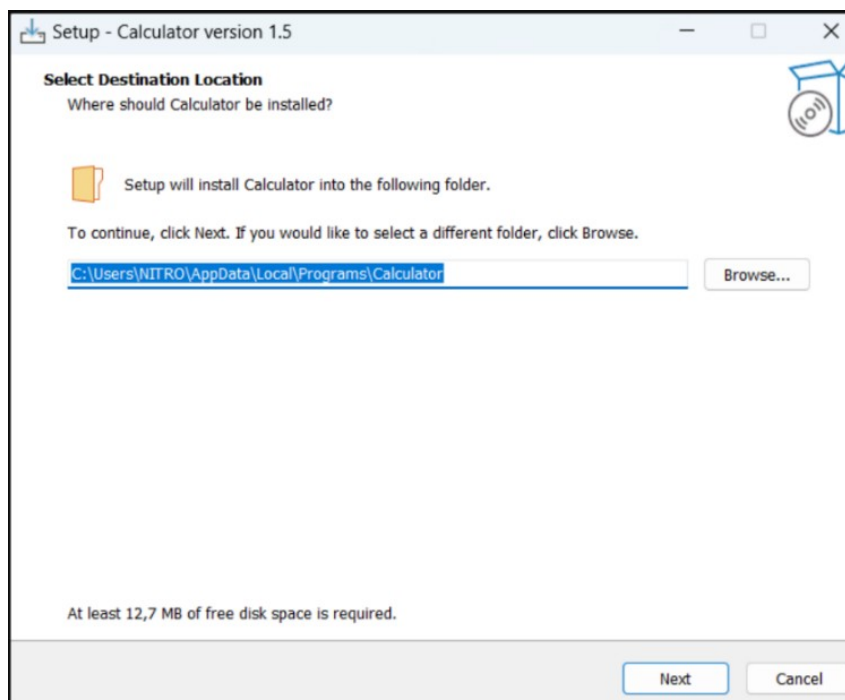 Setup - Calculator version 1.5
Select Destination Location
Where should Calculator be installed?
Setup will install Calculator into the following folder.
To continue, click Next. If you would like to select a different folder, click Browse.
C:\Users\NITRO\AppData\Local\Programs\Calculator
Browse...
At least 12,7 MB of free disk space is required.
Next
Cancel